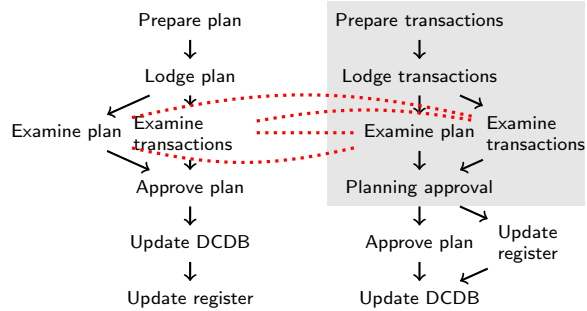 Prepare plan
Lodge plan
Examine plan
Examine
transactions
Approve plan
Update DCDB
Update register
Prepare transactions
Lodge transactions
Examine plan
Examine
transactions
Planning approval
Approve plan
Update
register
Update DCDB